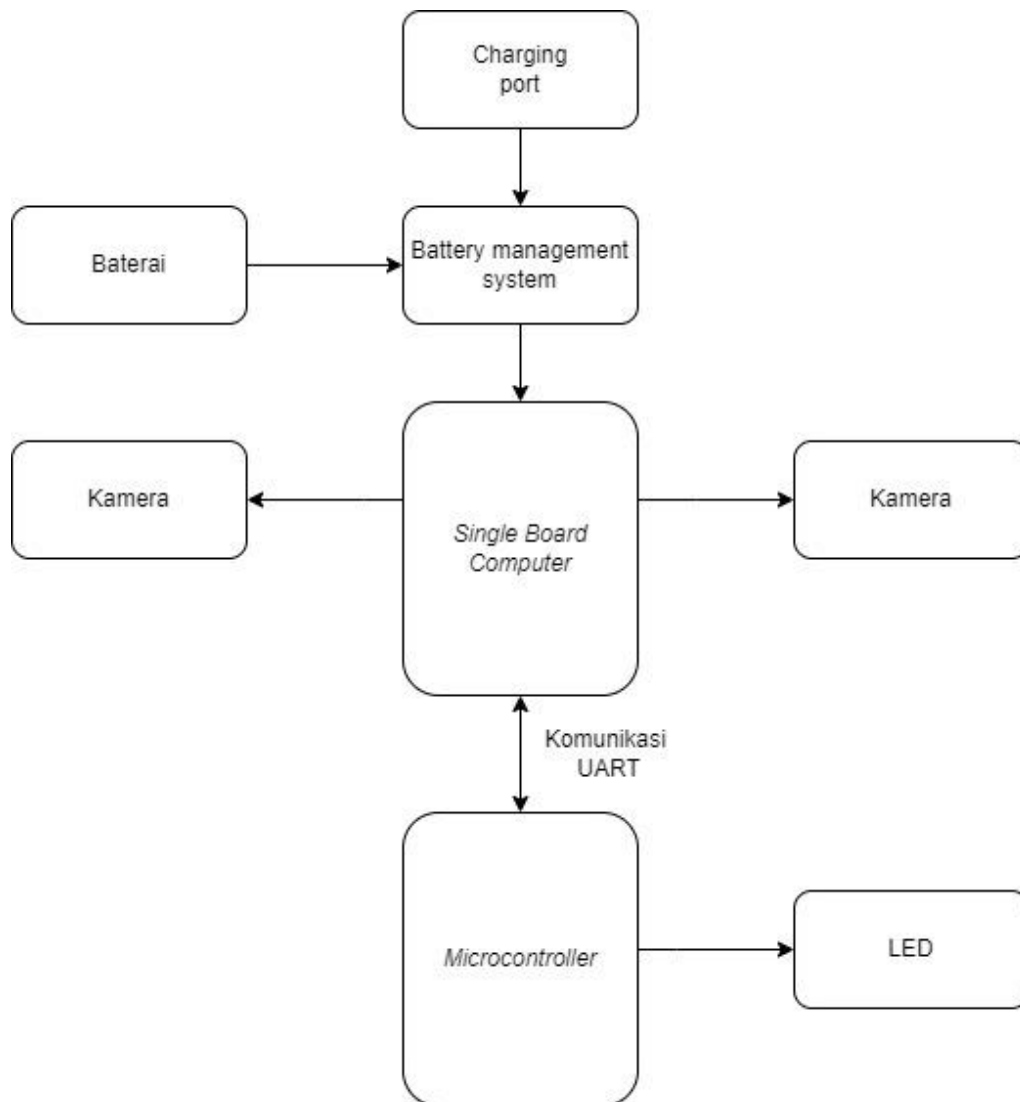 Charging
port
Baterai
Battery management
system
Kamera
Single Board
Computer
Kamera
Komunikasi
UART
Microcontroller
LED